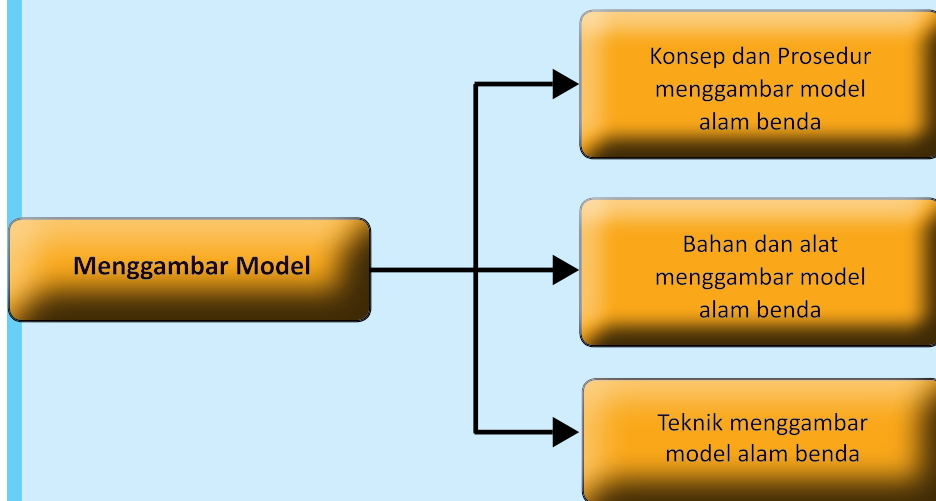 Konsep dan Prosedur
menggambar model
alam benda
Menggambar Model
Bahan dan alat
menggambar model
alam benda
Teknik menggambar
model alam benda